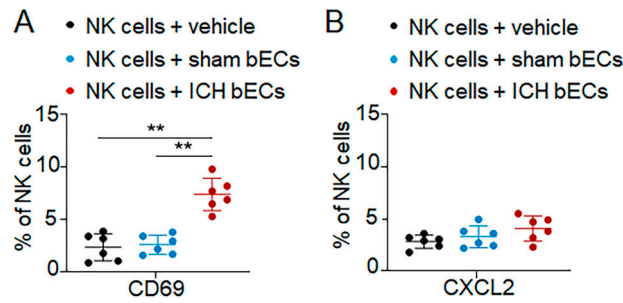 A
NK cells + vehicle
NK cells + sham bECs
NK cells + ICH bECs
% of NK cells
15
10
5
0
**
**
CD69
B
NK cells + vehicle
NK cells + sham bECs
NK cells + ICH bECs
% of NK cells
15
10
5
0
CXCL2